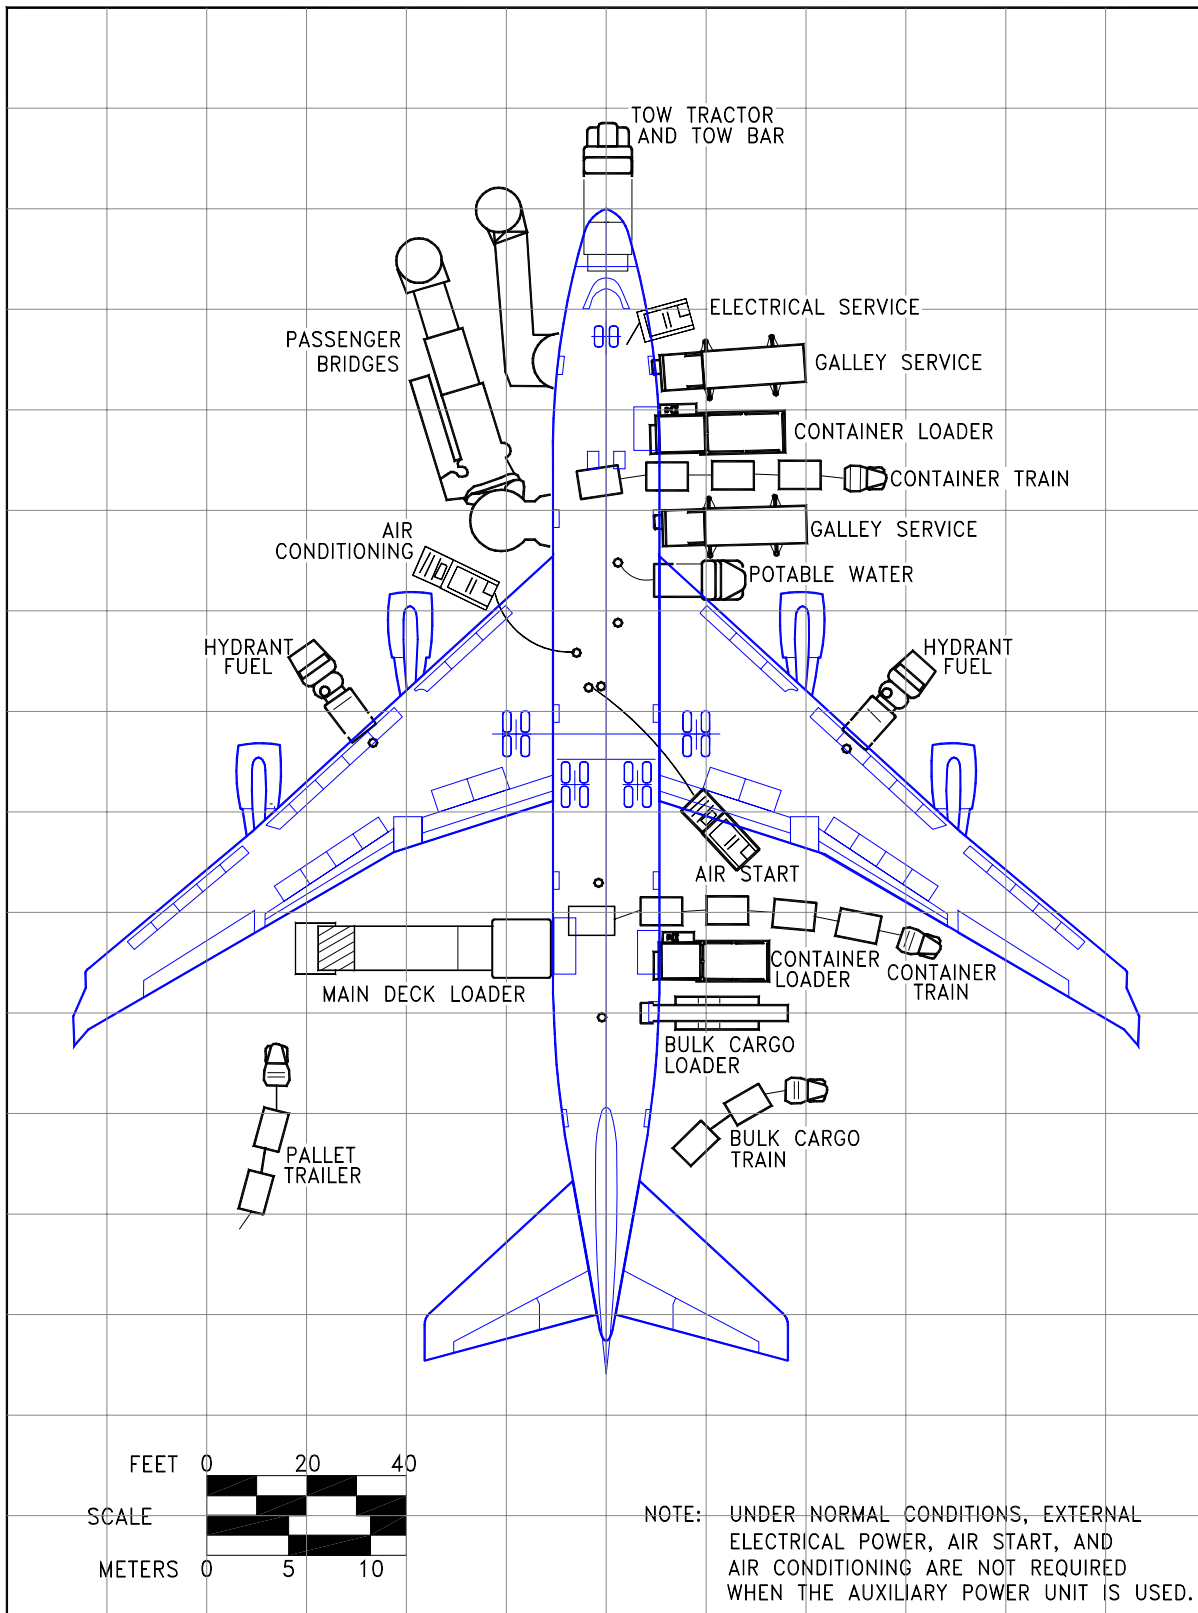 TOW TRACTOR
AND TOW BAR
ELECTRICAL SERVICE
PASSENGER
BRIDGES
GALLEY SERVICE
CONTAINER LOADER
CONTAINER TRAIN
GALLEY SERVICE
AIR
CONDITIONING
POTABLE WATER
HYDRANT
FUEL
HYDRANT
FUEL
AIR START
MAIN DECK LOADER
CONTAINER
LOADER
CONTAINER
TRAIN
BULK CARGO
LOADER
BULK CARGO
TRAIN
PALLET
TRAILER
FEET 0 20 40
SCALE
METERS 0 5 10
NOTE: UNDER NORMAL CONDITIONS, EXTERNAL
ELECTRICAL POWER, AIR START, AND
AIR CONDITIONING ARE NOT REQUIRED
WHEN THE AUXILIARY POWER UNIT IS USED.